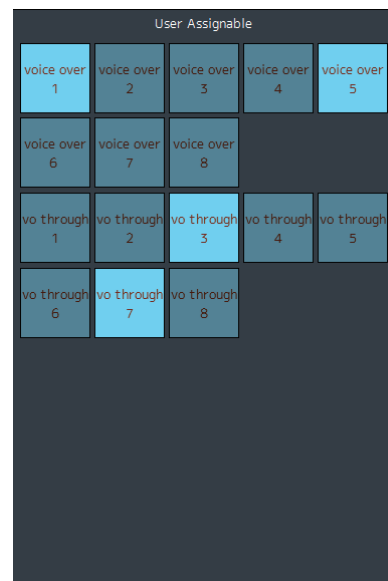 User Assignable
voice over voice over voice over voice over voice over
1 2 3 4 5
voice over voice over voice over
6 7 8
vo through vo through vo through vo through vo through
1 2 3 4 5
vo through vo through vo through
6 7 8